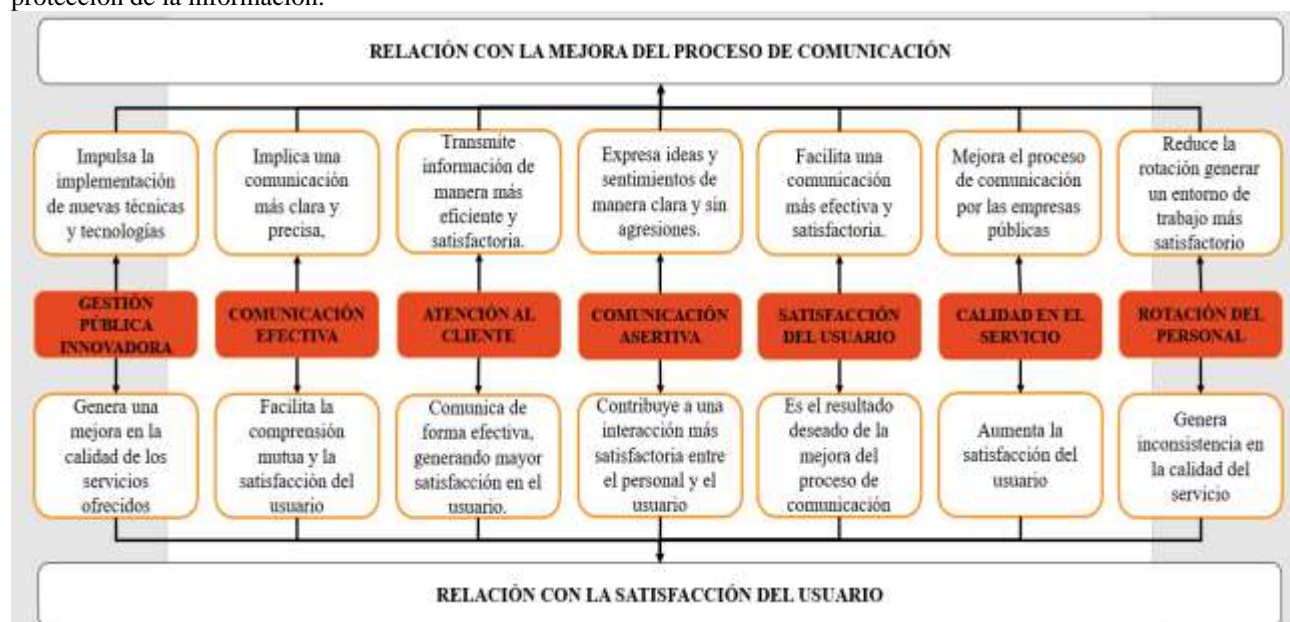 protección de la información.
RELACIÓN CON LA MEJORA DEL PROCESO DE COMUNICACIÓN
Impulsa la
implementación
de nuevas técnicas
y tecnologías
Implica una
comunicación
más clara y
precisa,
Transmite
información de
manera más
eficiente y
satisfactoria.
Expresa ideas y
sentimientos de
manera clara y sin
agresiones.
Facilita una
comunicación
más efectiva y
satisfactoria.
Mejora el proceso
de comunicación
por las empresas
públicas
Reduce la
rotación generar
un entorno de
trabajo más
satisfactorio
GESTIÓN
PÚBLICA
INNOVADORA
COMUNICACIÓN
EFECTIVA
ATENCIÓN AL
CLIENTE
COMUNICACIÓN
ASERTIVA
SATISFACCIÓN
DEL USUARIO
CALIDAD EN EL
SERVICIO
ROTACIÓN DEL
PERSONAL
Genera una
mejora en la
calidad de los
servicios
ofrecidos
Facilita la
comprensión
mutua y la
satisfacción del
usuario
Comunica de
forma efectiva,
generando mayor
satisfacción en el
usuario.
Contribuye a una
interacción más
satisfactoria entre
el personal y el
usuario
Es el resultado
deseado de la
mejora del
proceso de
comunicación
Aumenta la
satisfacción del
usuario
Genera
inconsistencia en
la calidad del
servicio
RELACIÓN CON LA SATISFACCIÓN DEL USUARIO